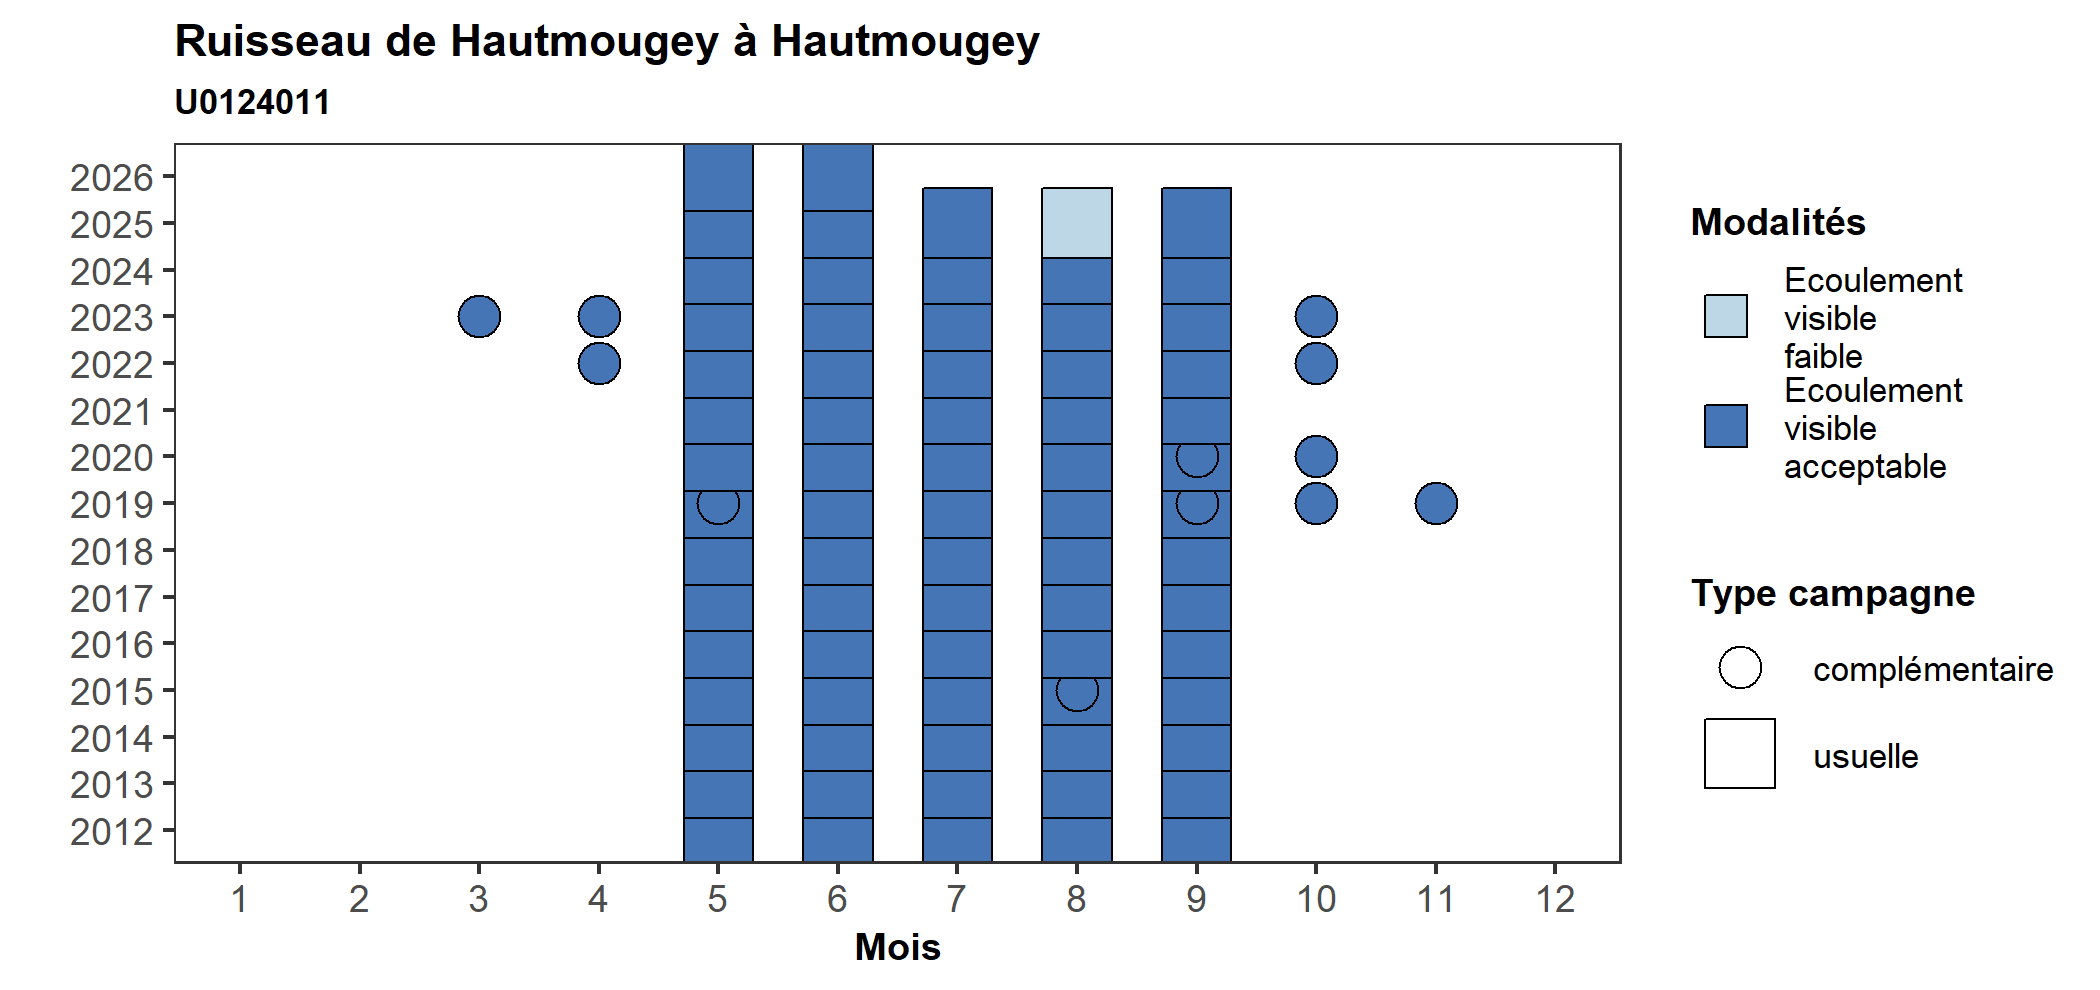 Ruisseau de Hautmougey à Hautmougey
U0124011
2026
2025
2024
2023
2022
2021
2020
2019
2018
2017
2016
2015
2014
2013
2012
1 2 3 4 5 6 7 8 9 10 11 12
Mois
Modalités
Ecoulement
visible
faible
Ecoulement
visible
acceptable
Type campagne
complémentaire
usuelle